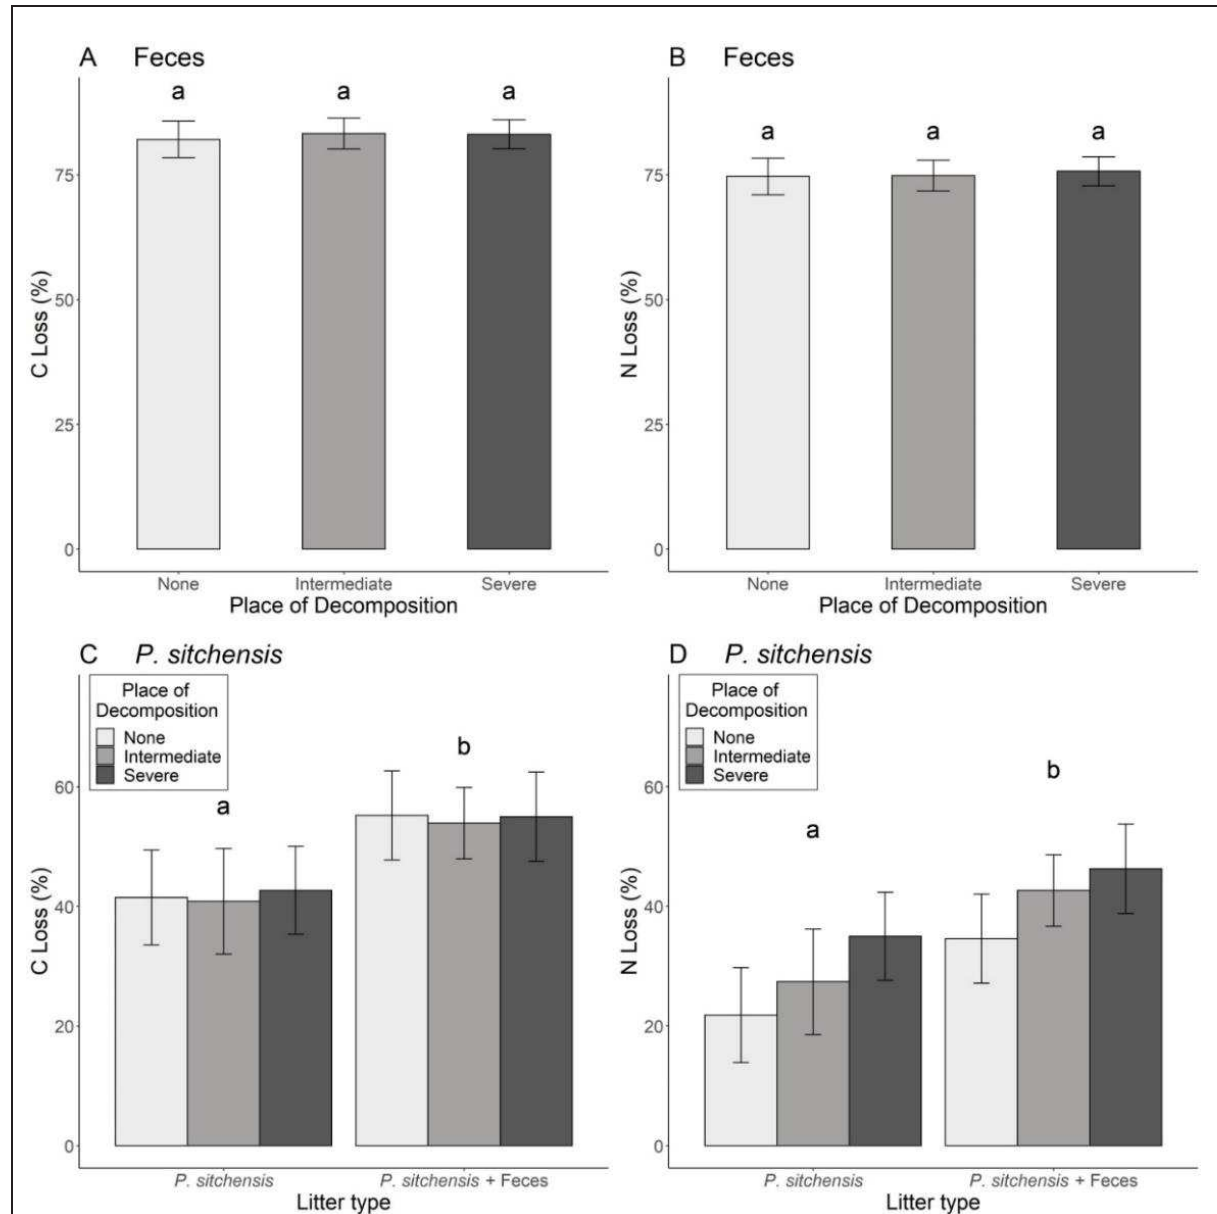 A Feces
a a a
C Loss (%)
75
50
25
0
None Intermediate Severe
Place of Decomposition
B Feces
a a a
N Loss (%)
75
50
25
0
None Intermediate Severe
Place of Decomposition
C P. sitchensis
Place of
Decomposition
None
Intermediate
Severe
a b
C Loss (%)
60
40
20
0
P. sitchensis P. sitchensis + Feces
Litter type
D P. sitchensis
Place of
Decomposition
None
Intermediate
Severe
a b
N Loss (%)
60
40
20
0
P. sitchensis P. sitchensis + Feces
Litter type